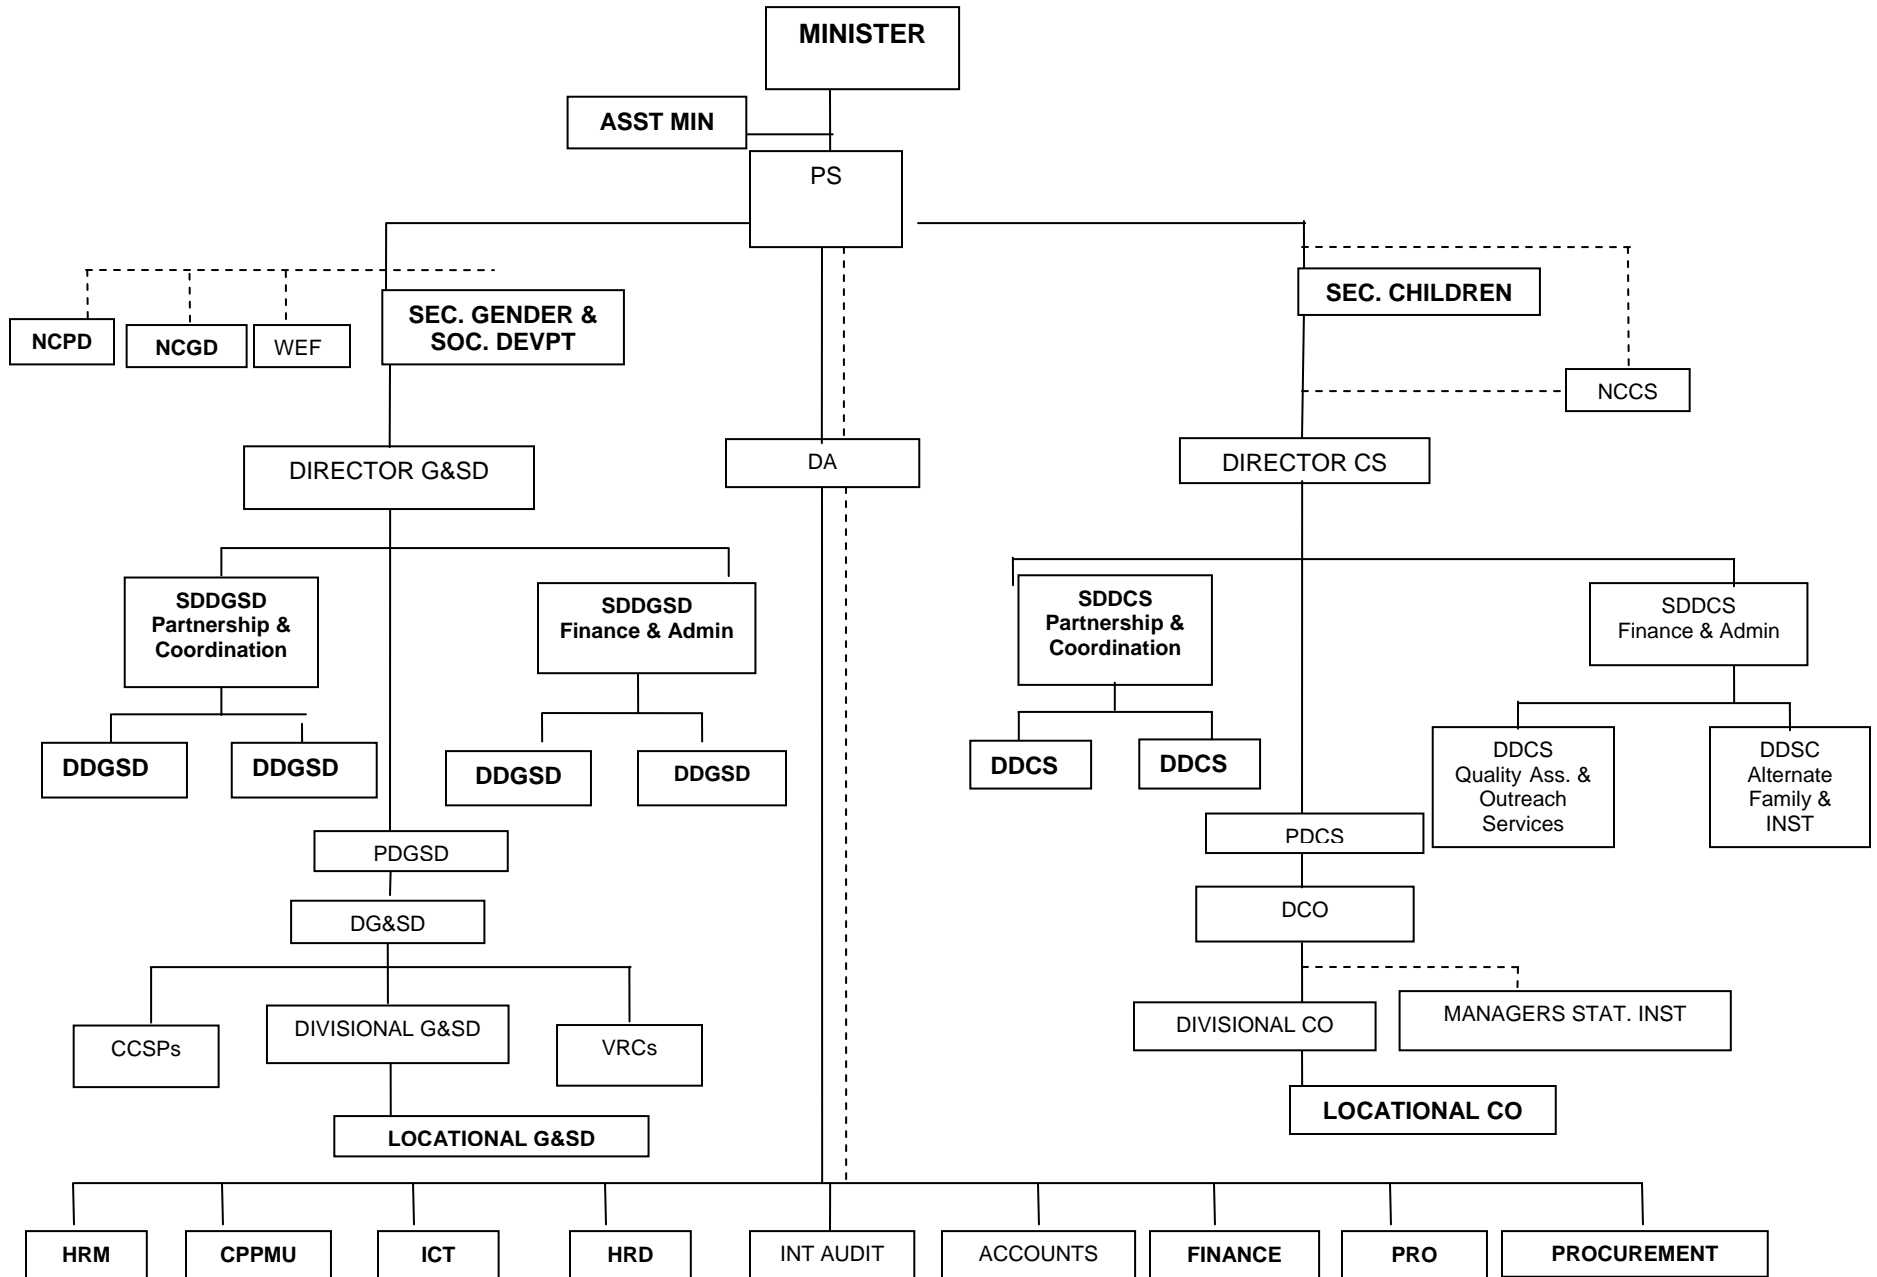 MINISTER
ASST MIN
PS
SEC. GENDER &
SOC. DEVPT
SEC. CHILDREN
NCPD
NCGD
WEF
NCCS
DIRECTOR G&SD
DA
DIRECTOR CS
SDDGSD
Partnership &
Coordination
SDDGSD
Finance & Admin
SDDCS
Partnership &
Coordination
SDDCS
Finance & Admin
DDGSD
DDGSD
DDGSD
DDGSD
DDCS
DDCS
DDCS
Quality Ass. &
Outreach
Services
DDSC
Alternate
Family &
INST
PDGSD
PDCS
DG&SD
DCO
CCSPs
DIVISIONAL G&SD
VRCs
DIVISIONAL CO
MANAGERS STAT. INST
LOCATIONAL G&SD
LOCATIONAL CO
HRM
CPPMU
ICT
HRD
INT AUDIT
ACCOUNTS
FINANCE
PRO
PROCUREMENT